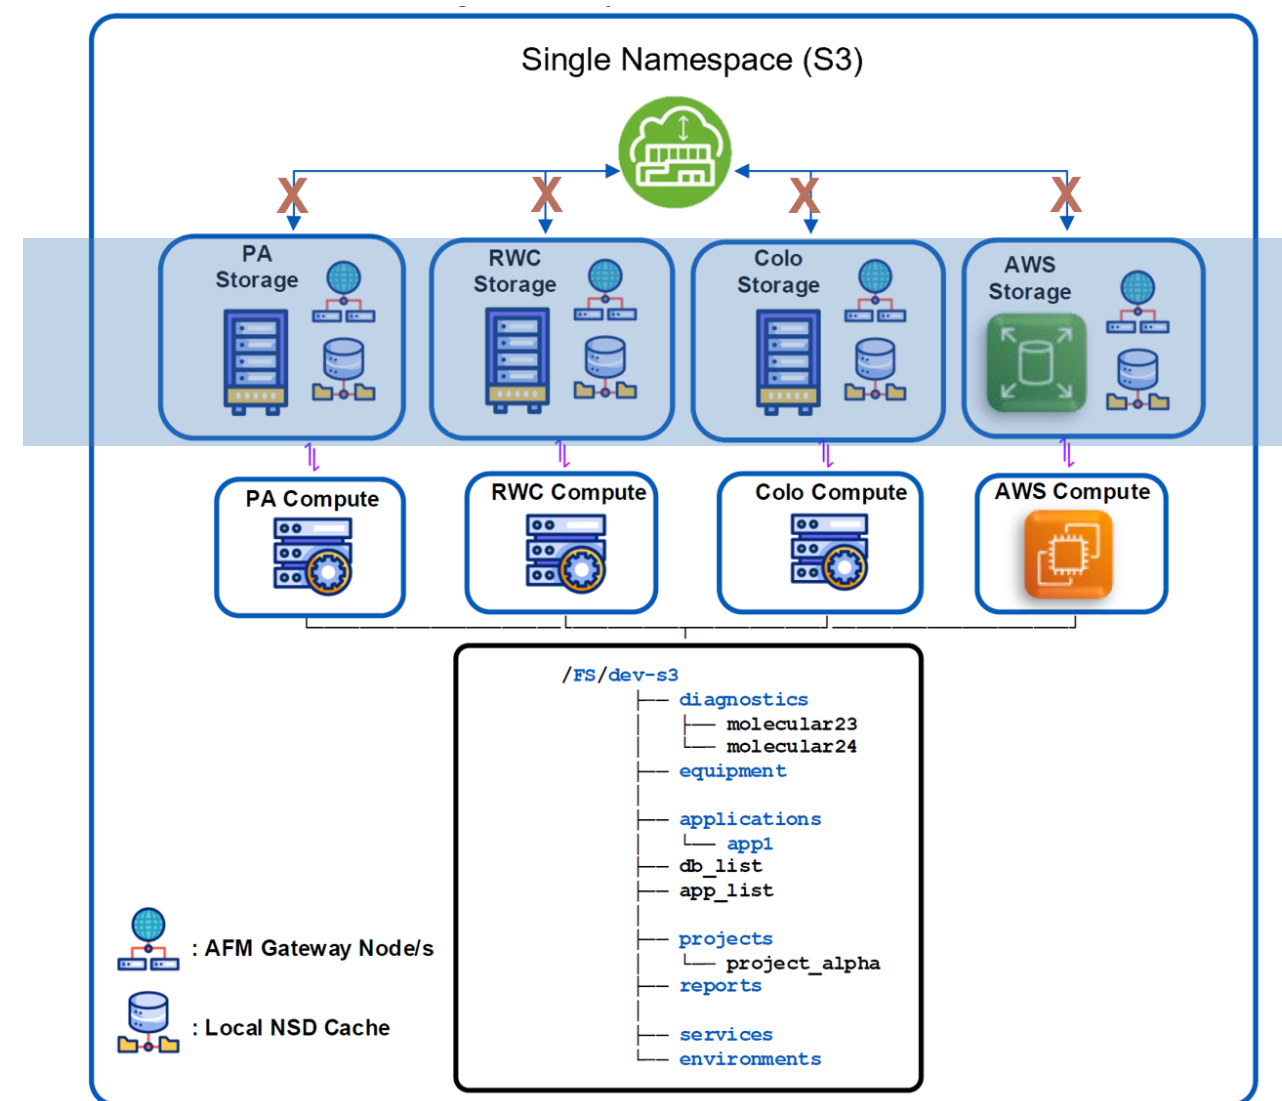 Single Namespace (S3)
X X X X
PA
Storage
RWC
Storage
Colo
Storage
AWS
Storage
PA Compute
RWC Compute
Colo Compute
AWS Compute
/FS/dev-s3
├── diagnostics
│   ├── molecular23
│   └── molecular24
├── equipment
│
├── applications
│   └── app1
├── db_list
├── app_list
│
├── projects
│   └── project_alpha
├── reports
│
├── services
└── environments
: AFM Gateway Node/s
: Local NSD Cache